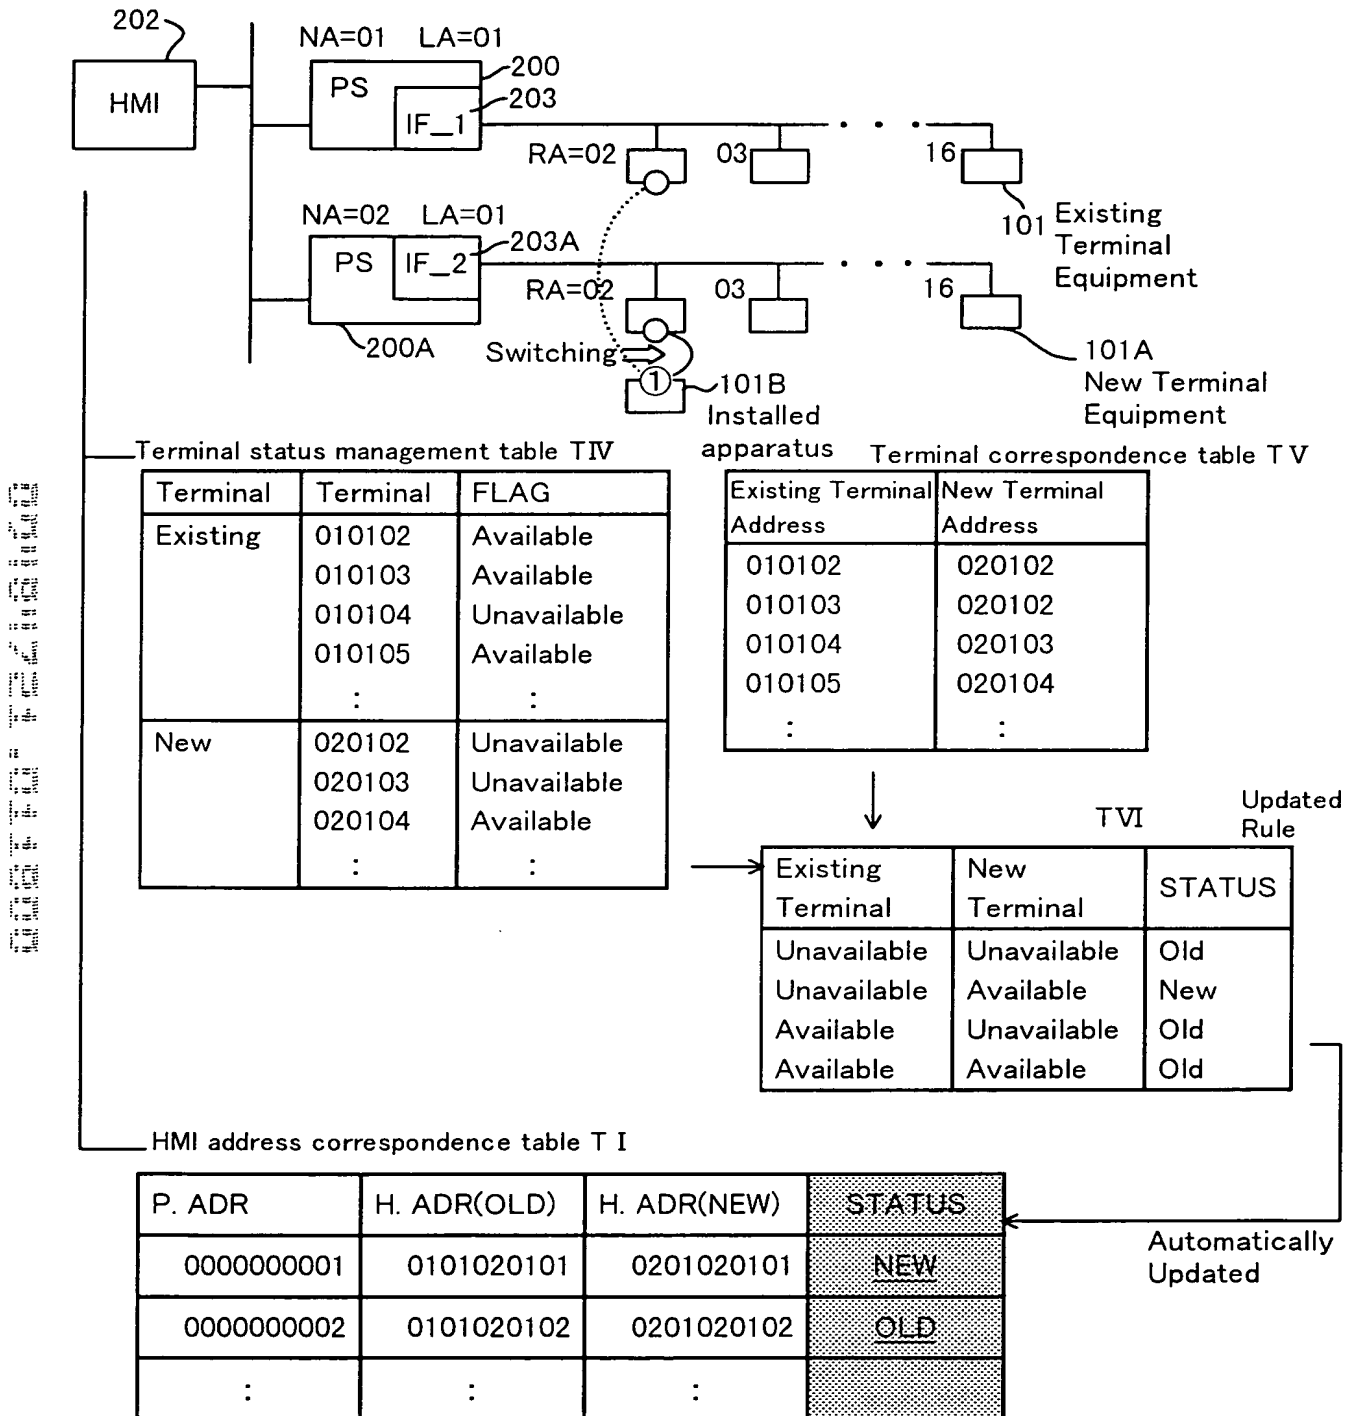 202
NA=01 LA=01
HMI
PS
200
203
IF_1
RA=02
03
16
101 Existing
Terminal
Equipment
NA=02 LA=01
203A
PS
IF_2
RA=02
03
16
200A
Switching
1
101B
Installed
apparatus
101A
New Terminal
Equipment
Terminal status management table TIV
Terminal Terminal FLAG
Existing 010102 Available
010103 Available
010104 Unavailable
010105 Available
: :
New 020102 Unavailable
020103 Unavailable
020104 Available
: :
Terminal correspondence table TV
Existing Terminal New Terminal
Address Address
010102 020102
010103 020102
010104 020103
010105 020104
: :
TVI
Updated
Rule
Existing New STATUS
Terminal Terminal
Unavailable Unavailable Old
Unavailable Available New
Available Unavailable Old
Available Available Old
HMI address correspondence table TI
P. ADR H. ADR(OLD) H. ADR(NEW) STATUS
0000000001 0101020101 0201020101 NEW
0000000002 0101020102 0201020102 OLD
: : :
Automatically
Updated